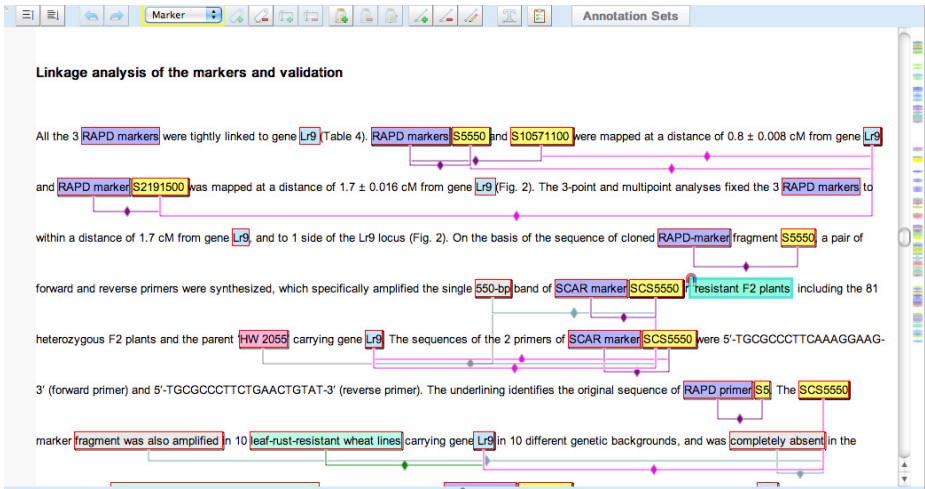 Marker
Annotation Sets
Linkage analysis of the markers and validation
All the 3 RAPD markers were tightly linked to gene Lr9 (Table 4). RAPD markers S5550 and S10571100 were mapped at a distance of 0.8 ± 0.008 cM from gene Lr9
and RAPD marker S2191500 was mapped at a distance of 1.7 ± 0.016 cM from gene Lr9 (Fig. 2). The 3-point and multipoint analyses fixed the 3 RAPD markers to
within a distance of 1.7 cM from gene Lr9, and to 1 side of the Lr9 locus (Fig. 2). On the basis of the sequence of cloned RAPD-marker fragment S5550, a pair of
forward and reverse primers were synthesized, which specifically amplified the single 550-bp band of SCAR marker SCS5550 resistant F2 plants including the 81
heterozygous F2 plants and the parent 'HW 2055' carrying gene Lr9. The sequences of the 2 primers of SCAR marker SCS5550 were 5′-TGCGCCCTTCAAAGGAAG-
3′ (forward primer) and 5′-TGCGCCCTTCTGAACTGTAT-3′ (reverse primer). The underlining identifies the original sequence of RAPD primer S5. The SCS5550
marker fragment was also amplified in 10 leaf-rust-resistant wheat lines carrying gene Lr9 in 10 different genetic backgrounds, and was completely absent in the